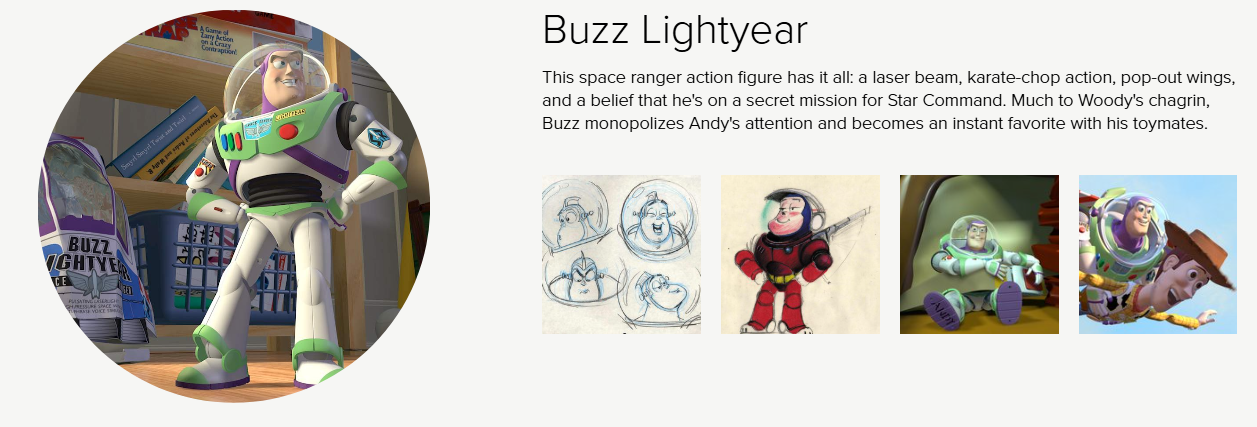 A Game of
Zany Action
on a Crazy
Contraption!
Buzz Lightyear
This space ranger action figure has it all: a laser beam, karate-chop action, pop-out wings,
and a belief that he's on a secret mission for Star Command. Much to Woody's chagrin,
Buzz monopolizes Andy's attention and becomes an instant favorite with his toymates.
LIGHTYEAR
BUZZ